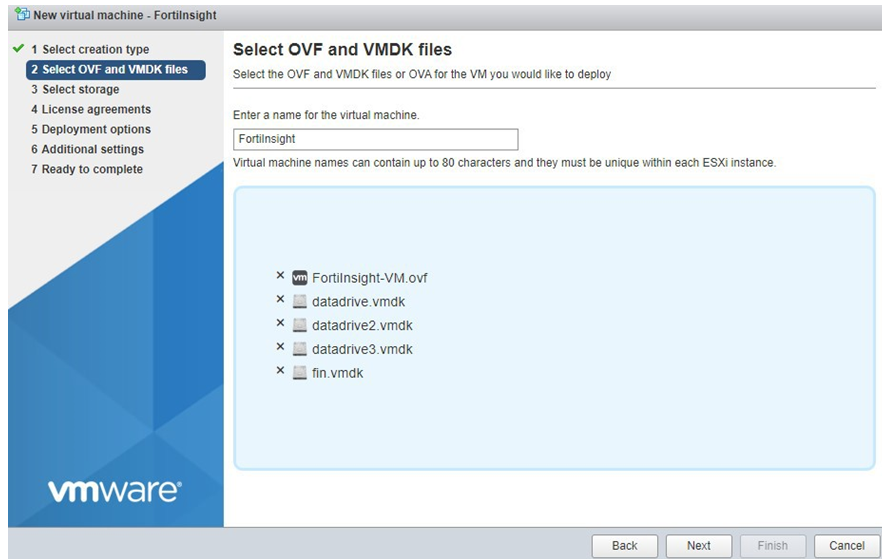 New virtual machine - FortiInsight
1 Select creation type
2 Select OVF and VMDK files
3 Select storage
4 License agreements
5 Deployment options
6 Additional settings
7 Ready to complete
vmware®
Select OVF and VMDK files
Select the OVF and VMDK files or OVA for the VM you would like to deploy
Enter a name for the virtual machine.
FortiInsight
Virtual machine names can contain up to 80 characters and they must be unique within each ESXi instance.
× vm FortiInsight-VM.ovf
× datadrive.vmdk
× datadrive2.vmdk
× datadrive3.vmdk
× fin.vmdk
Back Next Finish Cancel